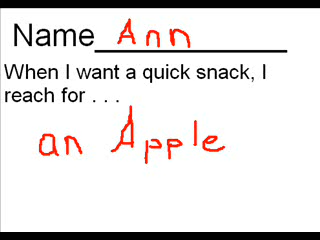 Name Ann
When I want a quick snack, I
reach for . . .
an Apple